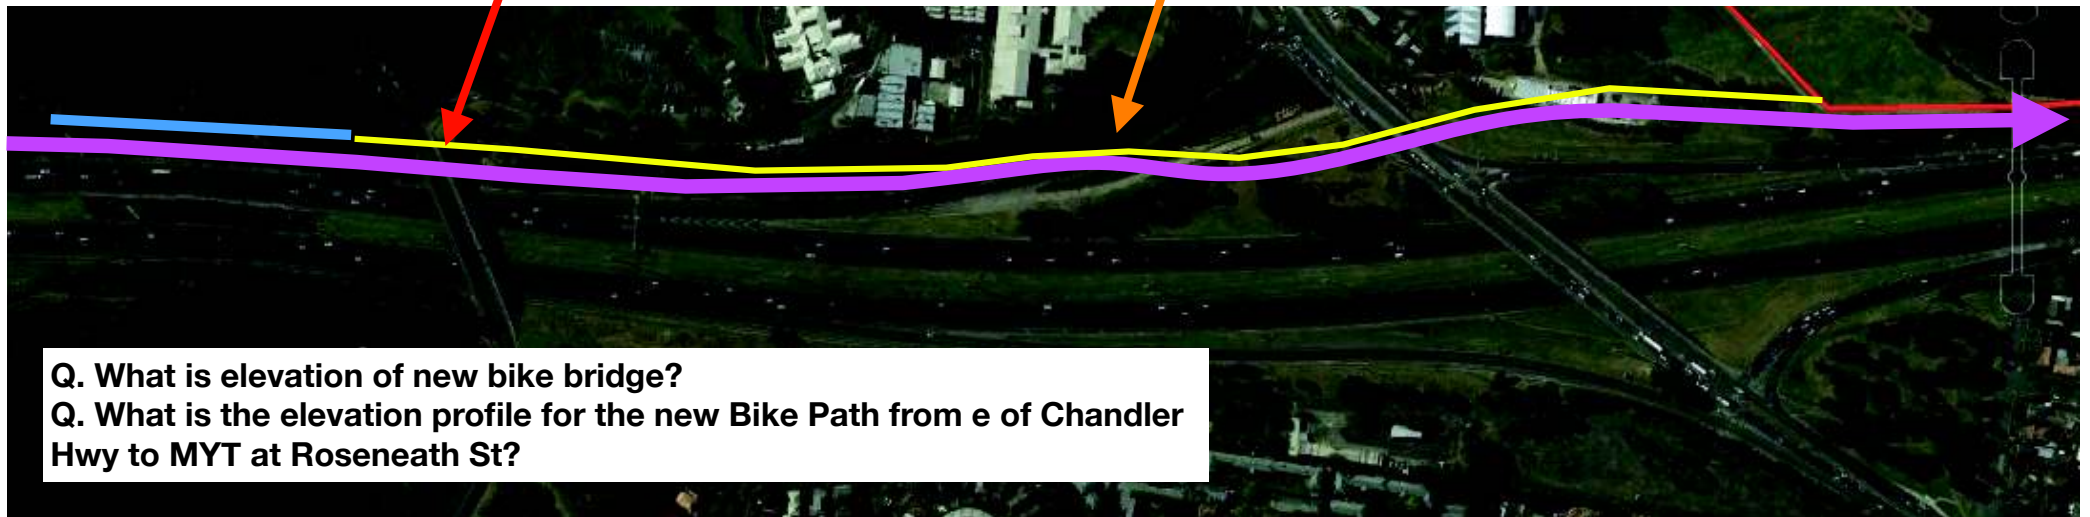 Q. What is elevation of new bike bridge?
Q. What is the elevation profile for the new Bike Path from e of Chandler
Hwy to MYT at Roseneath St?